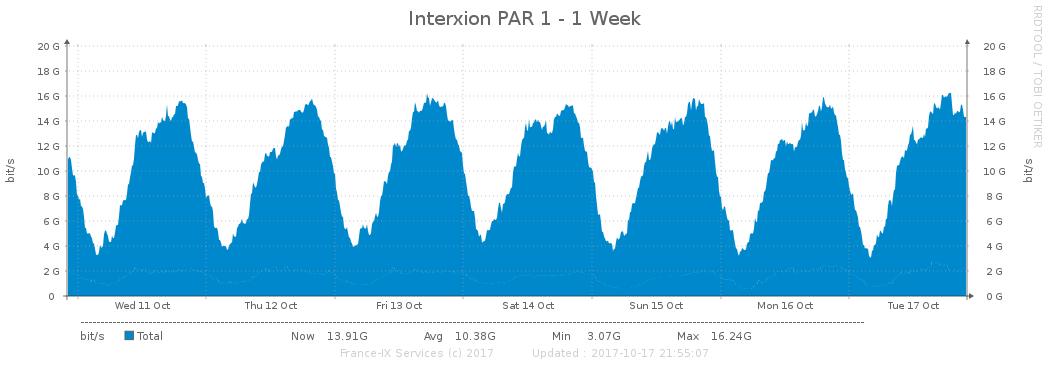 Interxion PAR 1 - 1 Week
RRDTOOL / TOBI OETIKER
bit/s
bit/s
20 G 20 G
18 G 18 G
16 G 16 G
14 G 14 G
12 G 12 G
10 G 10 G
8 G 8 G
6 G 6 G
4 G 4 G
2 G 2 G
0 0 G
Wed 11 Oct Thu 12 Oct Fri 13 Oct Sat 14 Oct Sun 15 Oct Mon 16 Oct Tue 17 Oct
bit/s Total Now 13.91G Avg 10.38G Min 3.07G Max 16.24G
France-IX Services (c) 2017 Updated : 2017-10-17 21:55:07